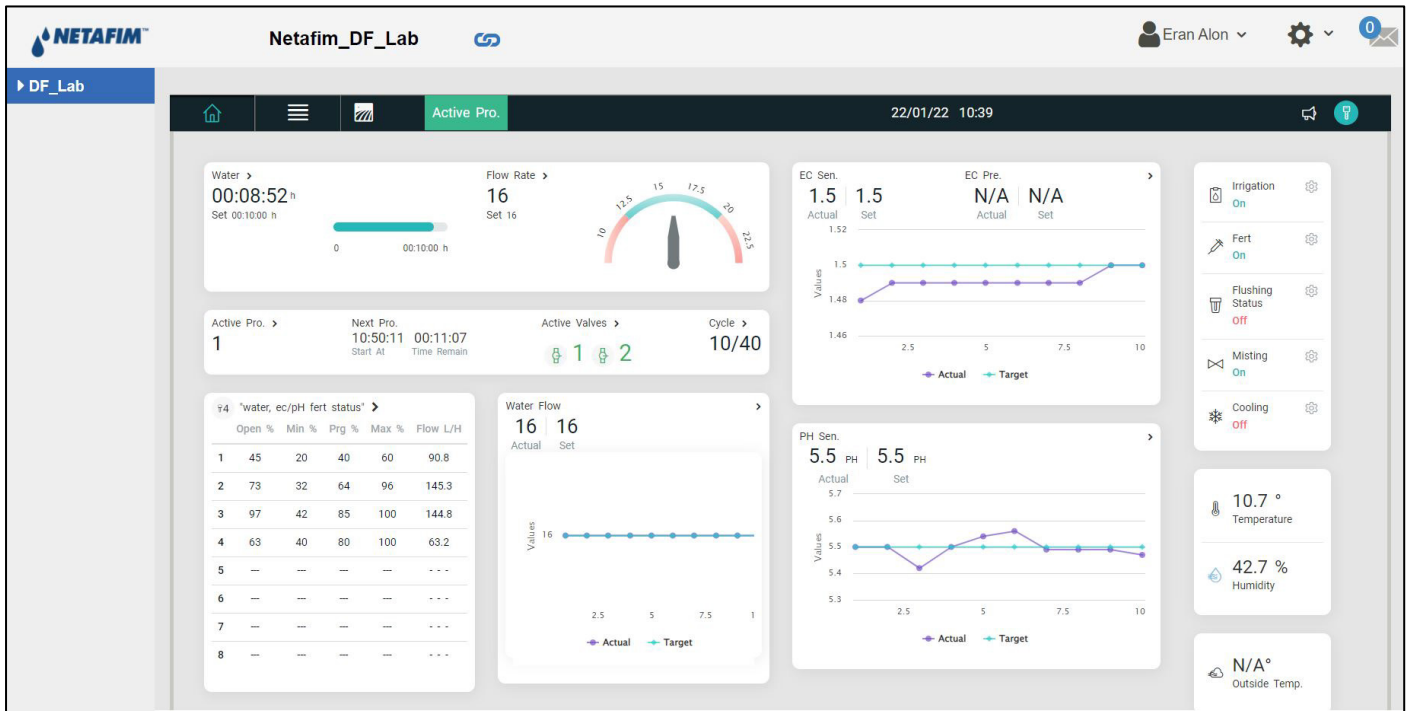 NETAFIM™
Netafim_DF_Lab
Eran Alon
0
DF_Lab
Active Pro.
22/01/22 10:39
Water >
00:08:52 h
Set 00:10:00 h
0 00:10:00 h
Flow Rate >
16
Set 16
10 12.5 15 17.5 20 22.5
Active Pro. >
1
Next Pro.
10:50:11 00:11:07
Start At Time Remain
Active Valves >
1 2
Cycle >
10/40
4 "water, ec/pH fert status" >
Open % Min % Prg % Max % Flow L/H
1 45 20 40 60 90.8
2 73 32 64 96 145.3
3 97 42 85 100 144.8
4 63 40 80 100 63.2
5 --- --- --- --- - - -
6 --- --- --- --- - - -
7 --- --- --- --- - - -
8 --- --- --- --- - - -
Water Flow >
16 16
Actual Set
Values
16
2.5 5 7.5 1
Actual Target
EC Sen. EC Pre. >
1.5 1.5 N/A N/A
Actual Set Actual Set
1.52
1.5
1.48
1.46
Values
2.5 5 7.5 10
Actual Target
PH Sen. >
5.5 PH 5.5 PH
Actual Set
5.7
5.6
5.5
5.4
5.3
Values
2.5 5 7.5 10
Actual Target
Irrigation
On
Fert
On
Flushing
Status
Off
Misting
On
Cooling
Off
10.7 °
Temperature
42.7 %
Humidity
N/A°
Outside Temp.